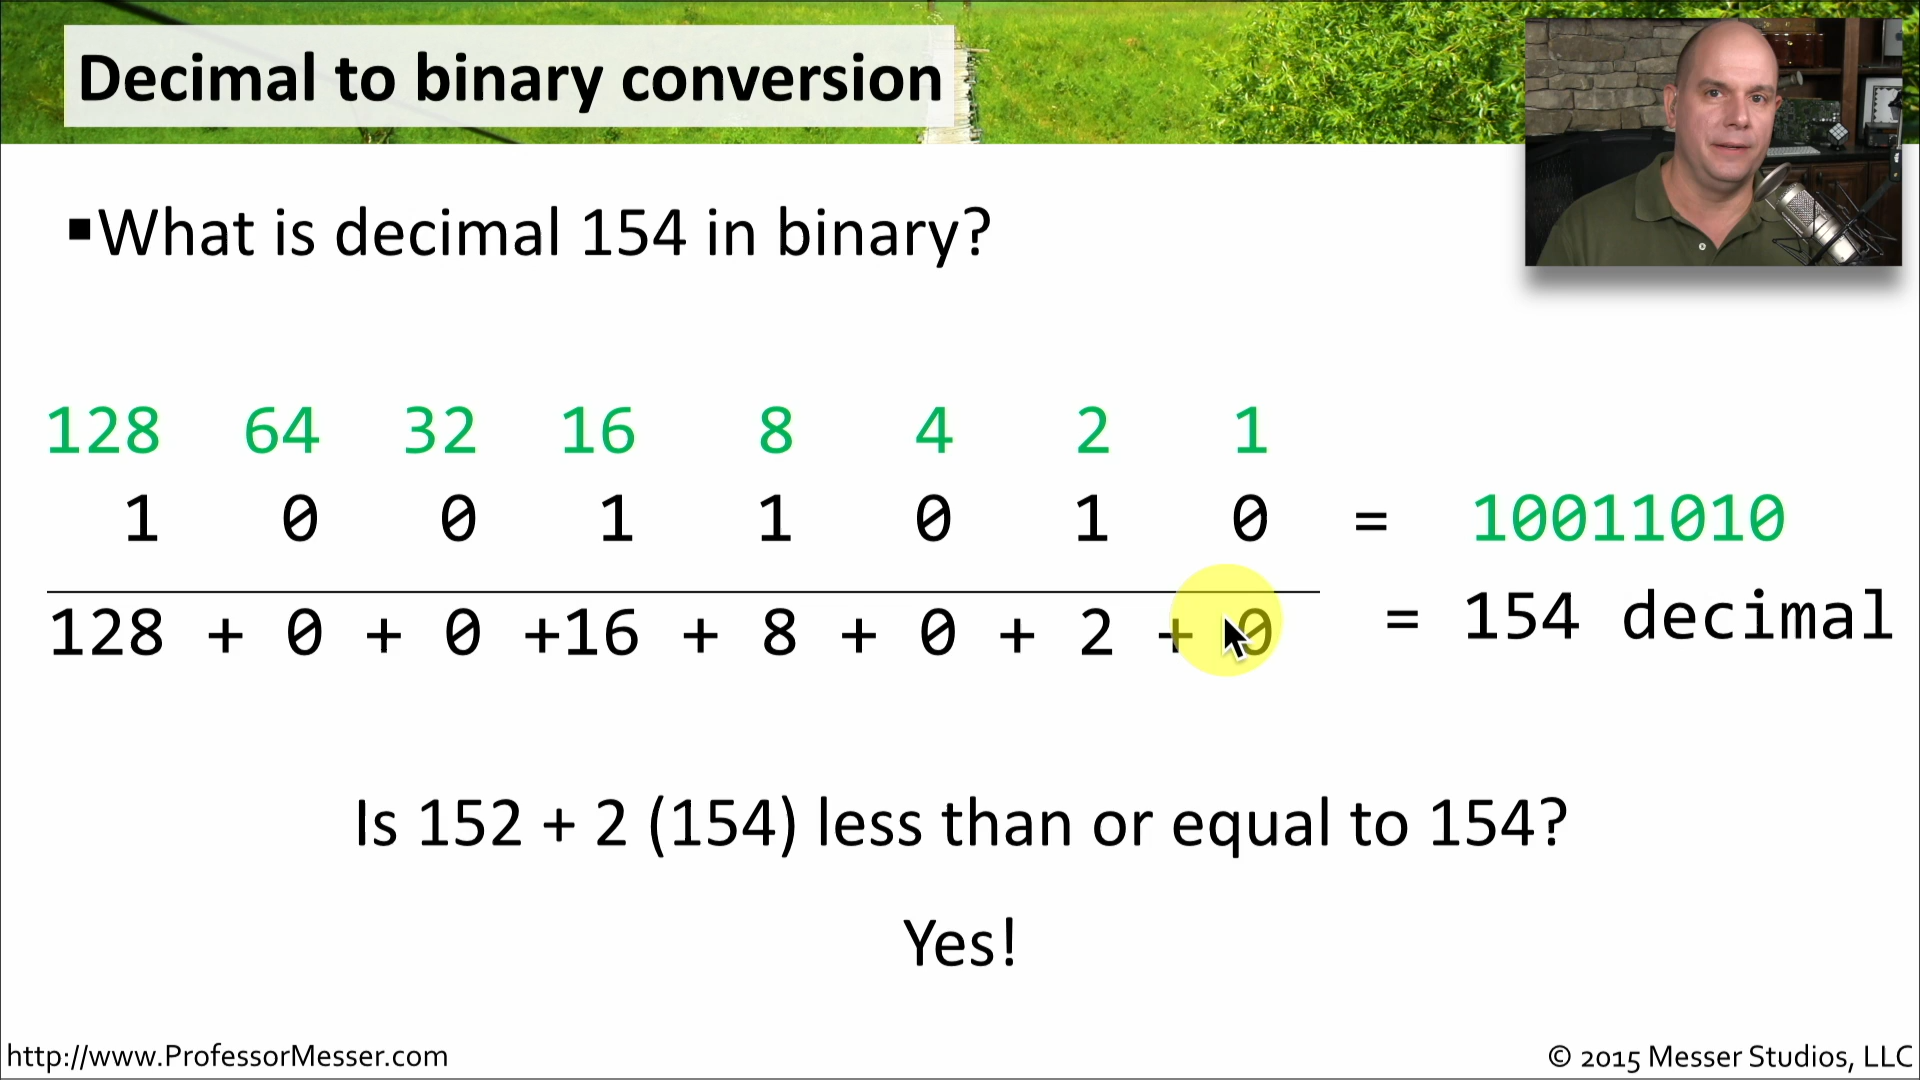 Decimal to binary conversion
▪What is decimal 154 in binary?
128 64 32 16 8 4 2 1
1 0 0 1 1 0 1 0 = 10011010
128 + 0 + 0 +16 + 8 + 0 + 2 + 0 = 154 decimal
Is 152 + 2 (154) less than or equal to 154?
Yes!
http://www.ProfessorMesser.com
© 2015 Messer Studios, LLC